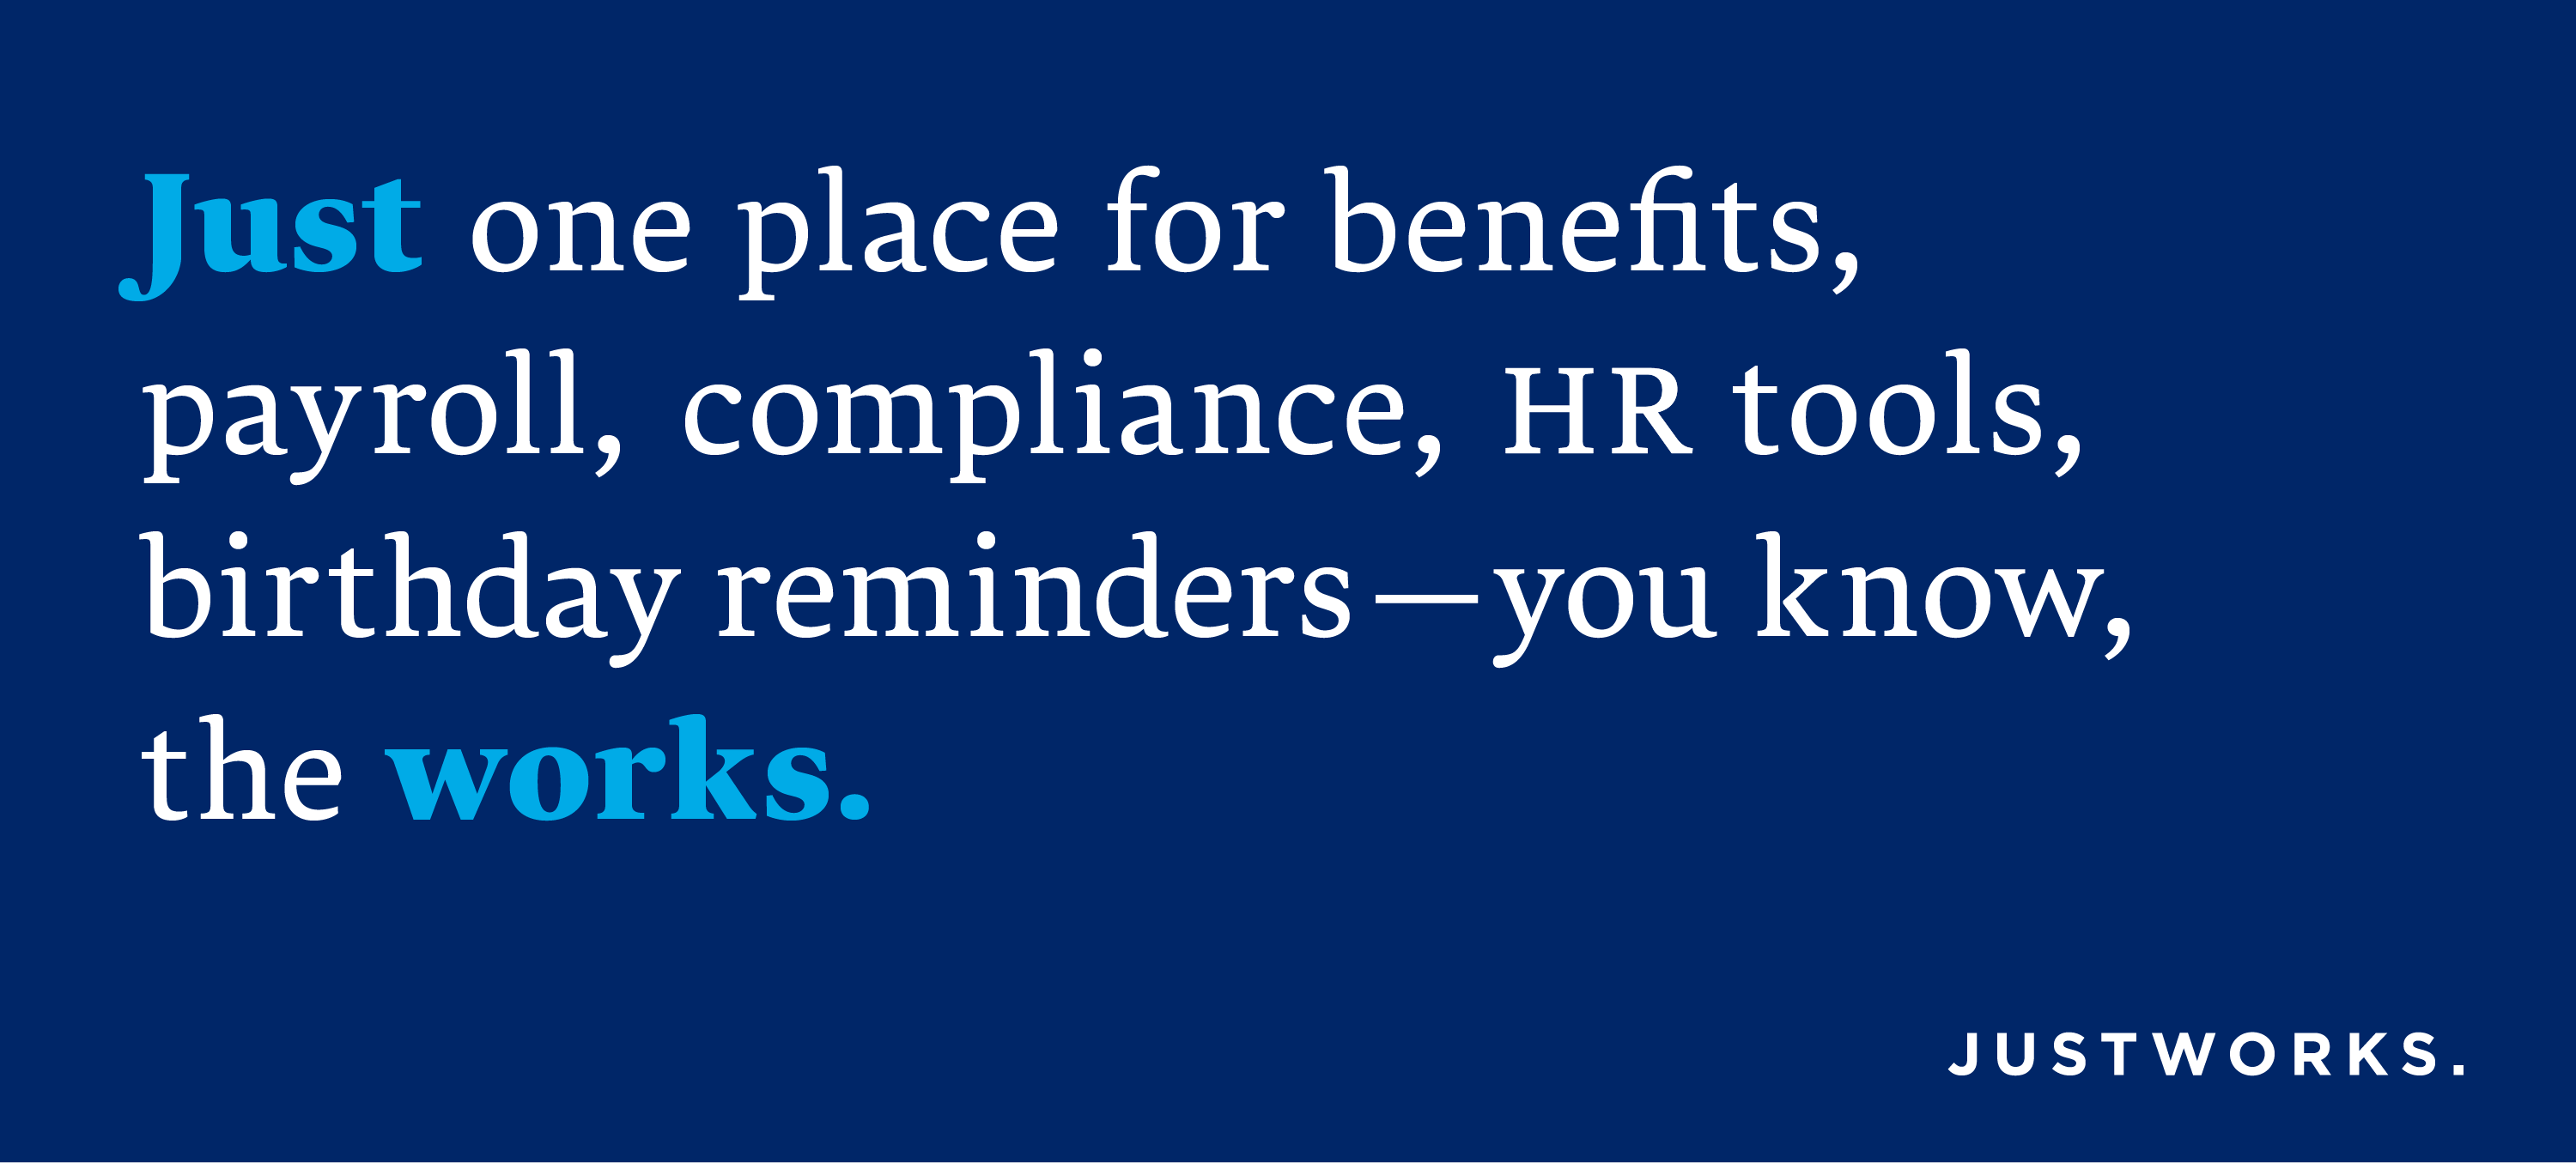 Just one place for benefits,
payroll, compliance, HR tools,
birthday reminders—you know,
the works.
JUSTWORKS.